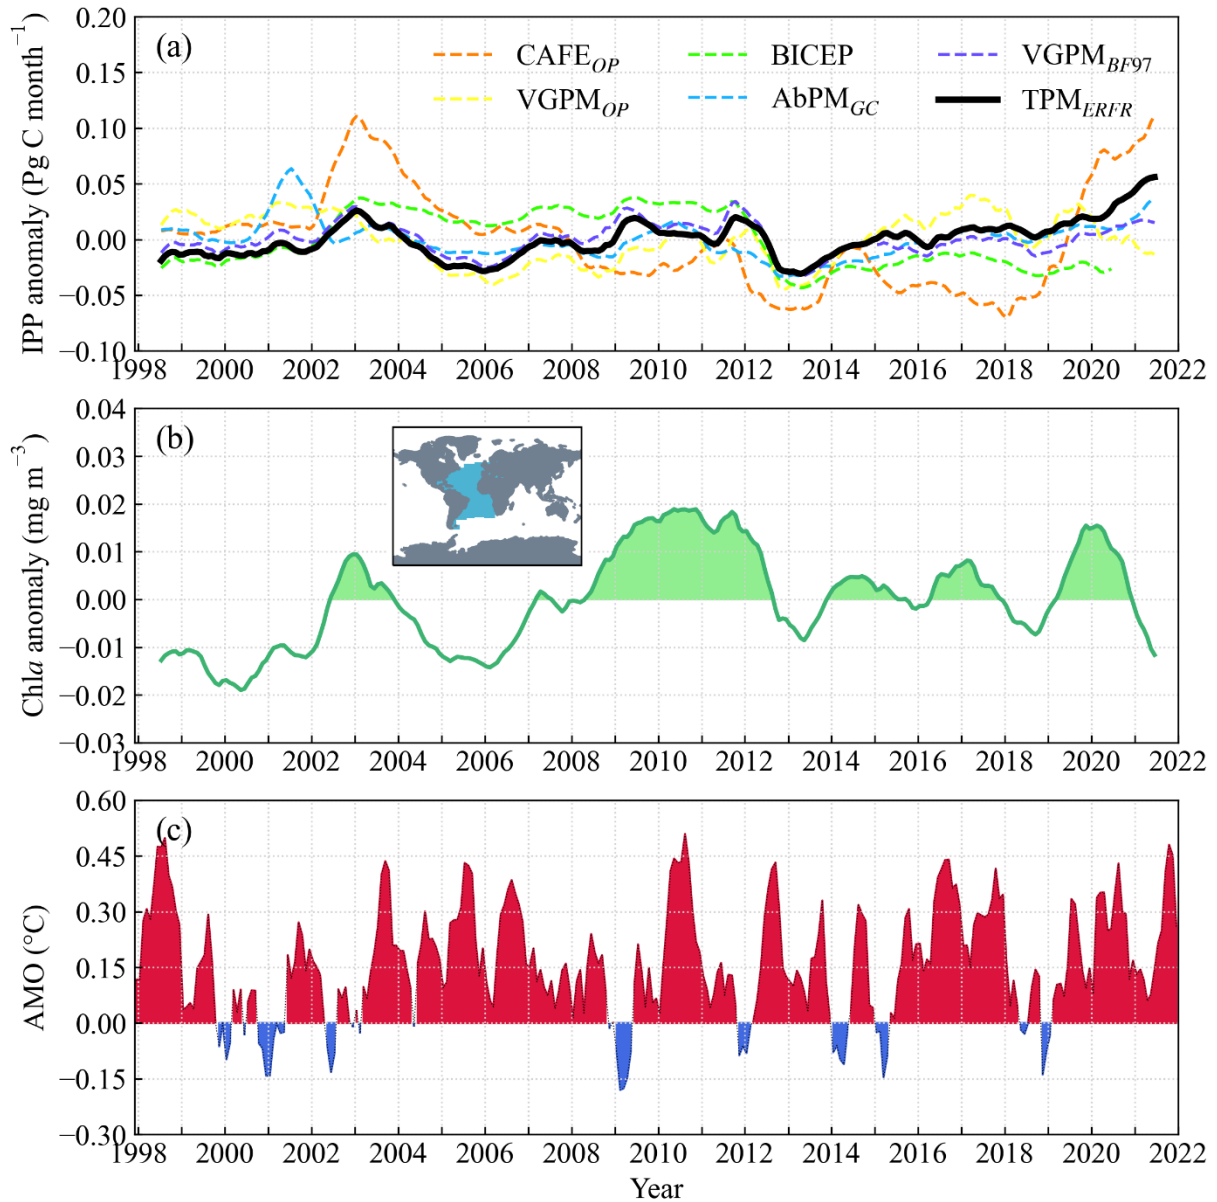 (a)
IPP anomaly (Pg C month⁻¹)
0.20
0.15
0.10
0.05
0.00
−0.05
−0.10
CAFE_OP BICEP VGPM_BF97
VGPM_OP AbPM_GC TPM_ERFR
1998 2000 2002 2004 2006 2008 2010 2012 2014 2016 2018 2020 2022
(b)
Chla anomaly (mg m⁻³)
0.04
0.03
0.02
0.01
0.00
−0.01
−0.02
−0.03
1998 2000 2002 2004 2006 2008 2010 2012 2014 2016 2018 2020 2022
(c)
AMO (°C)
0.60
0.45
0.30
0.15
0.00
−0.15
−0.30
1998 2000 2002 2004 2006 2008 2010 2012 2014 2016 2018 2020 2022
Year